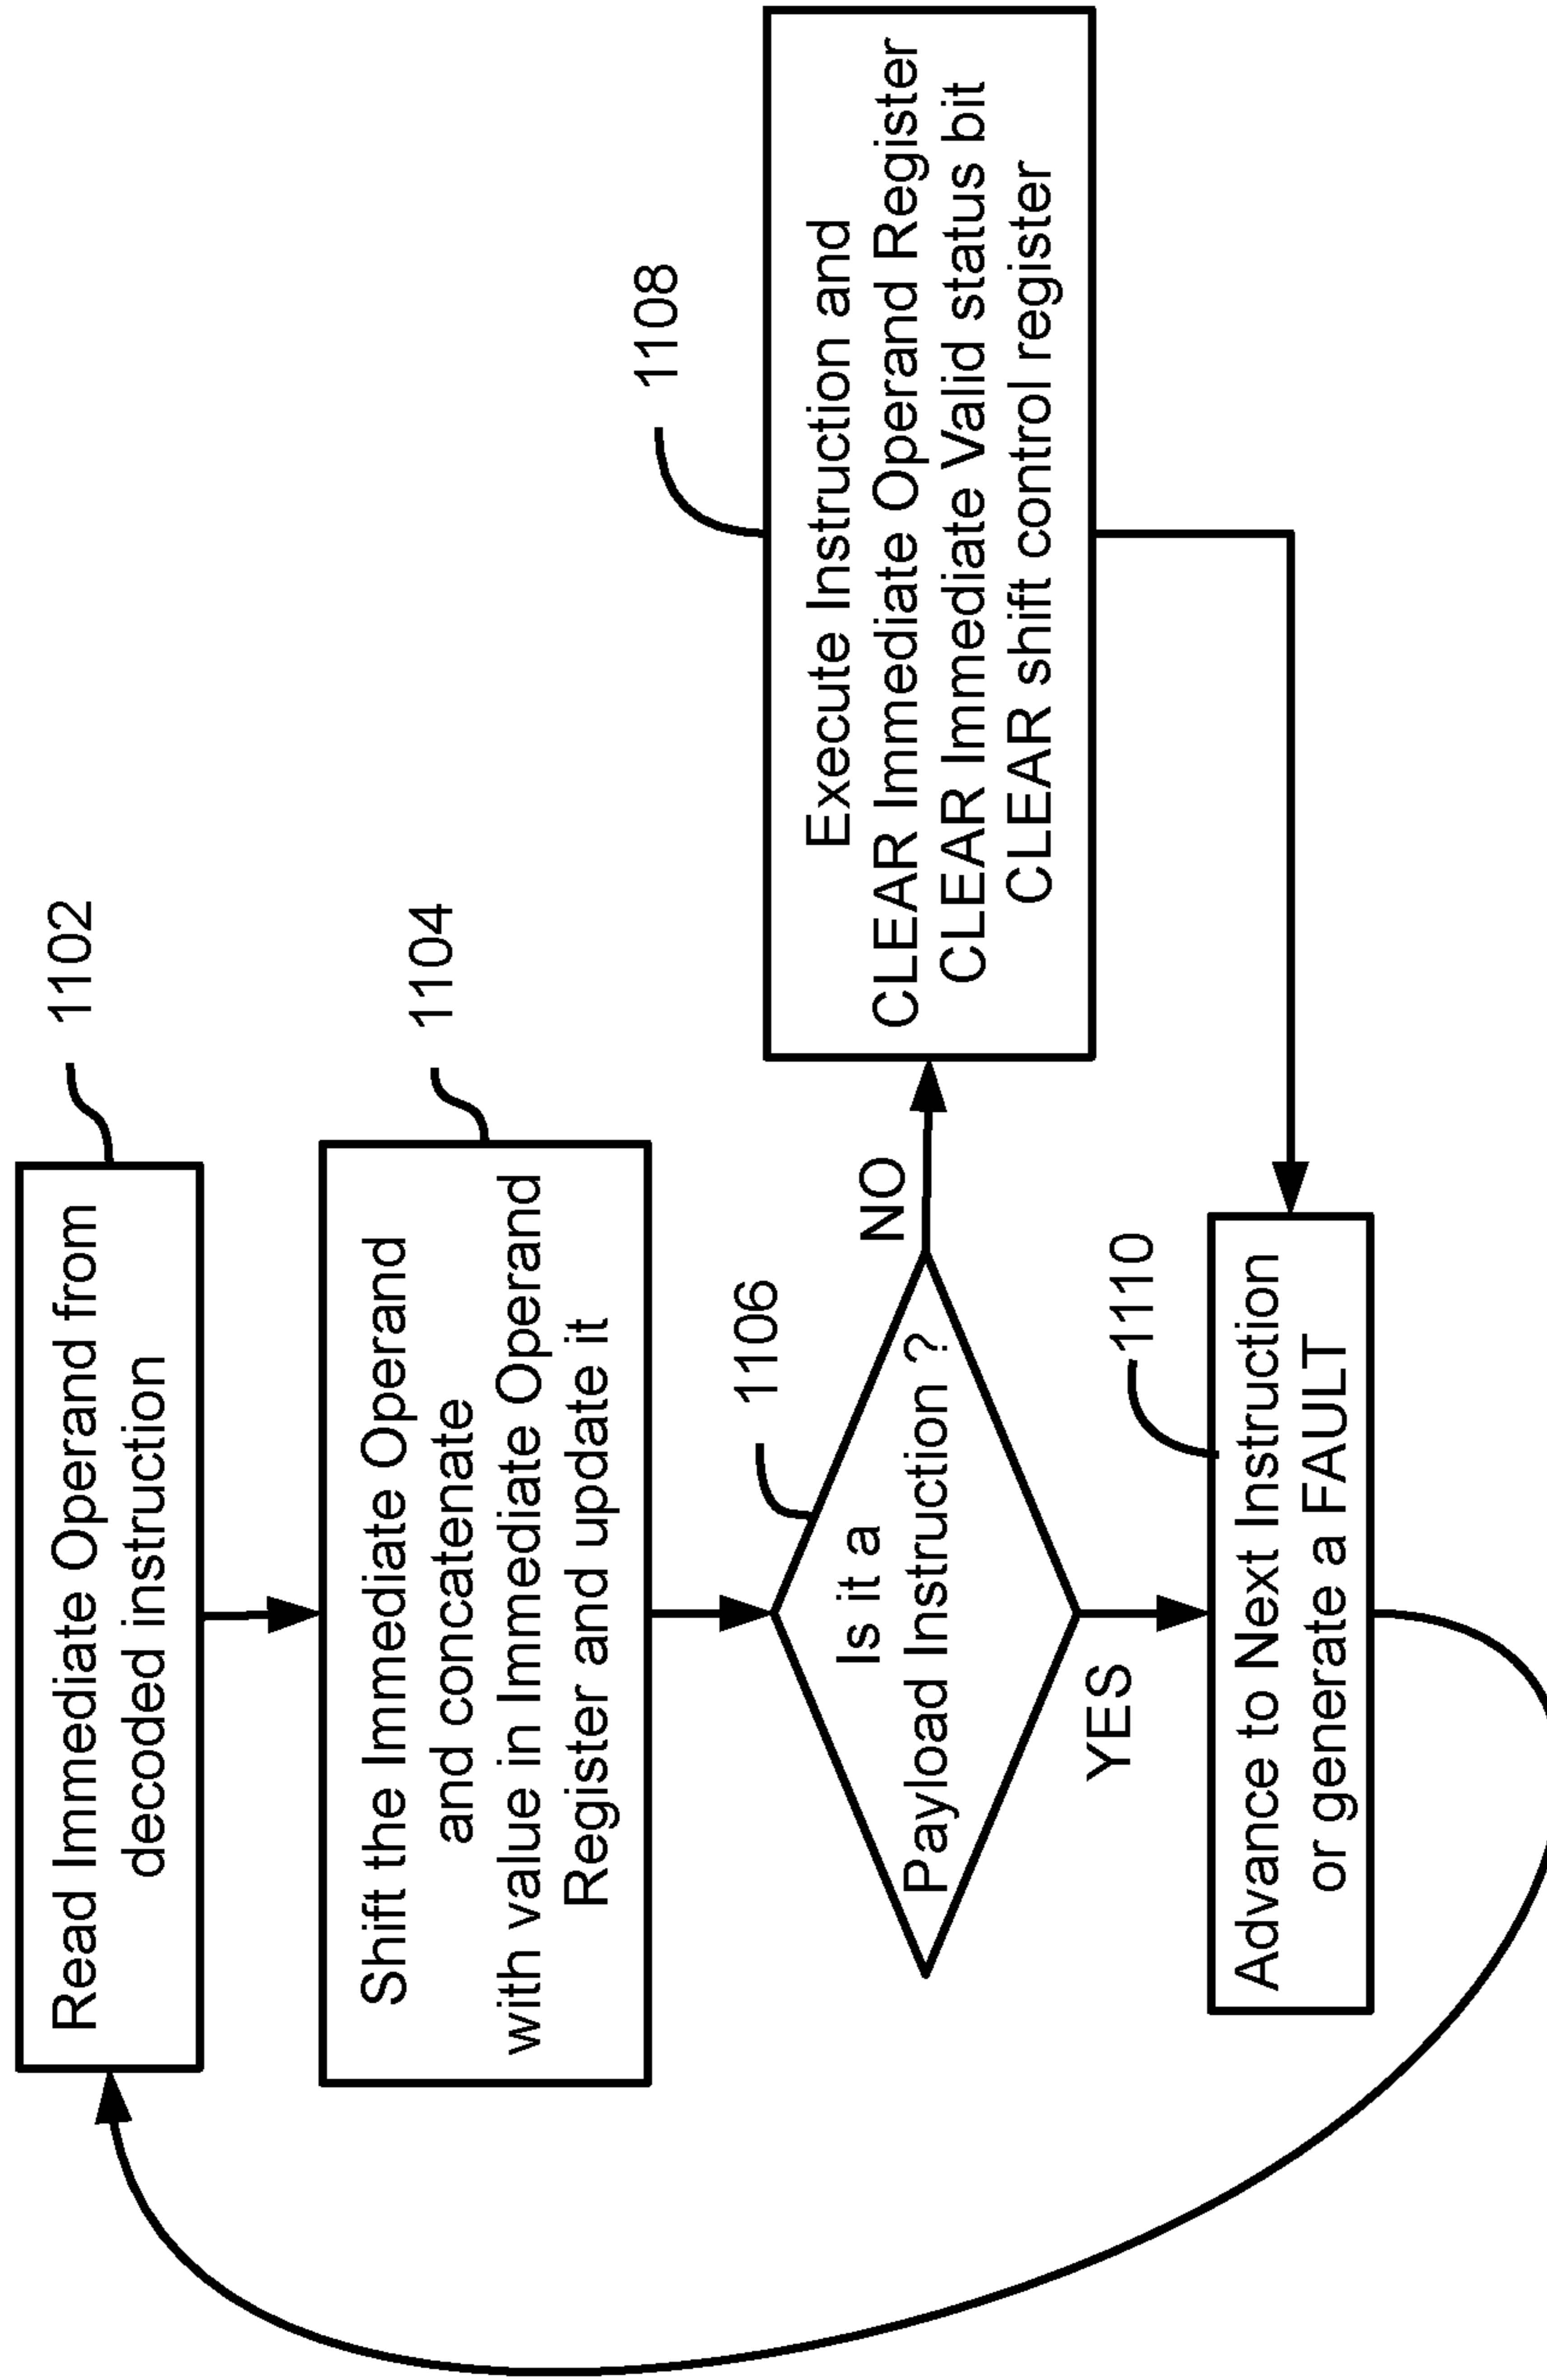 1102
Read Immediate Operand from
decoded instruction
1104
Shift the Immediate Operand
and concatenate
with value in Immediate Operand
Register and update it
1106
Is it a
Payload Instruction ?
NO
YES
1108
Execute Instruction and
CLEAR Immediate Operand Register
CLEAR Immediate Valid status bit
CLEAR shift control register
1110
Advance to Next Instruction
or generate a FAULT